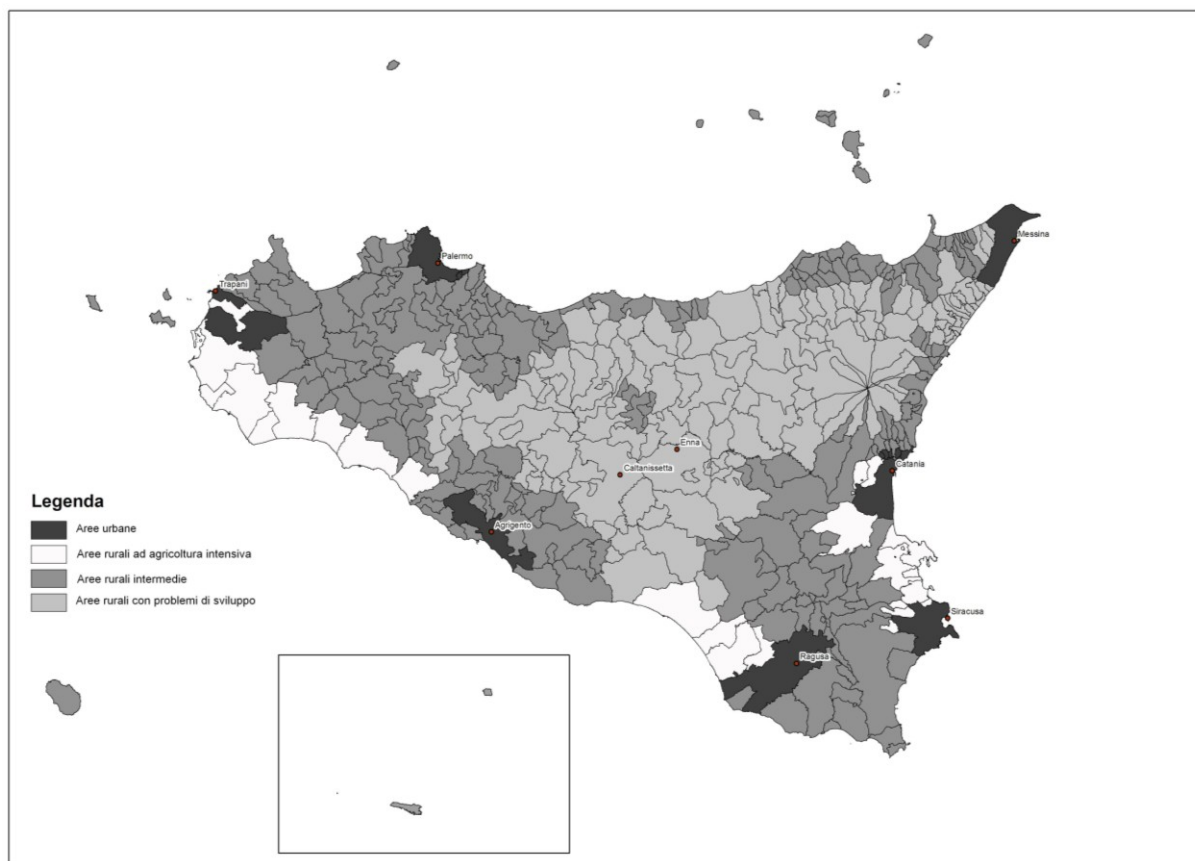 Messina
Palermo
Trapani
Enna
Catania
Caltanissetta
Legenda
Aree urbane
Agrigento
Aree rurali ad agricoltura intensiva
Aree rurali intermedie
Aree rurali con problemi di sviluppo
Siracusa
Ragusa